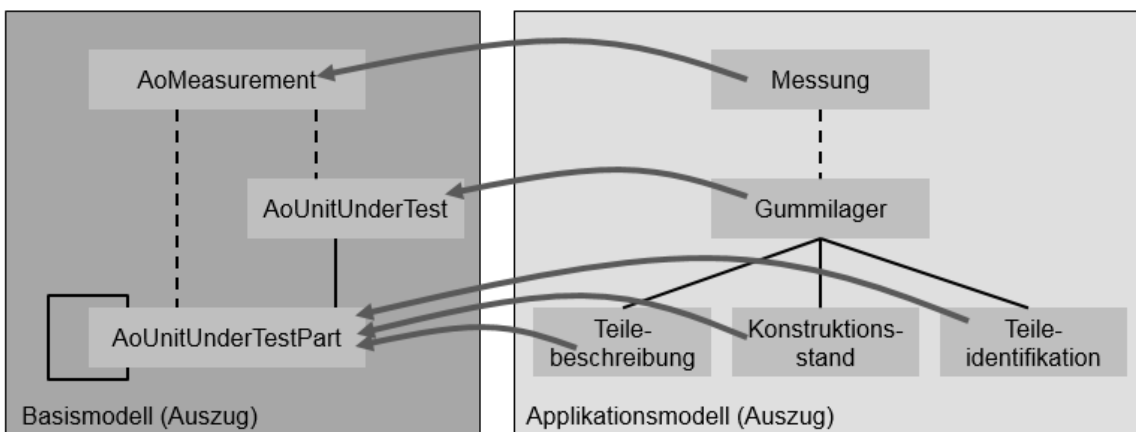 AoMeasurement
AoUnitUnderTest
AoUnitUnderTestPart
Basismodell (Auszug)
Messung
Gummilager
Teile-
beschreibung
Konstruktions-
stand
Teile-
identifikation
Applikationsmodell (Auszug)